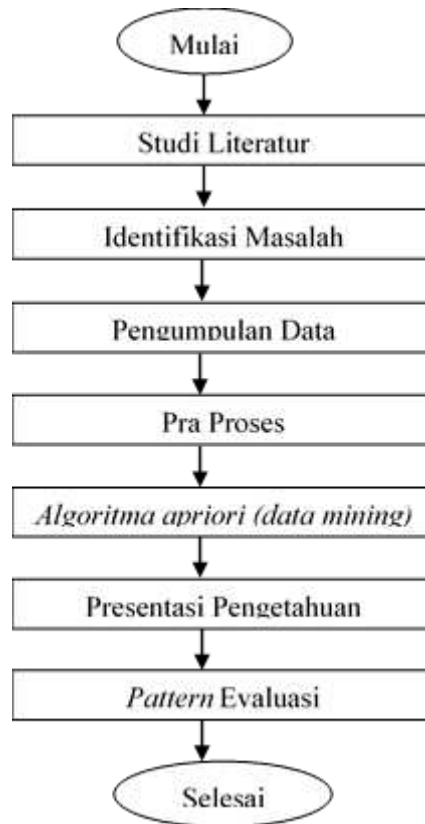 Mulai
Studi Literatur
Identifikasi Masalah
Pengumpulan Data
Pra Proses
Algoritma apriori (data mining)
Presentasi Pengetahuan
Pattern Evaluasi
Selesai